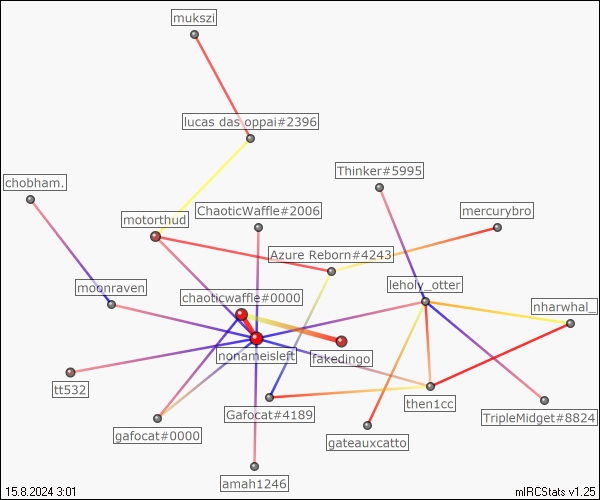 mukszi
lucas das oppai#2396
Thinker#5995
chobham.
ChaoticWaffle#2006
mercurybro
motorthud
Azure Reborn#4243
leholy_otter
moonraven
chaoticwaffle#0000
nharwhal_
nonameisleft
fakedingo
tt532
then1cc
Gafocat#4189
TripleMidget#8824
gafocat#0000
gateauxcatto
amah1246
15.8.2024 3:01
mIRCStats v1.25